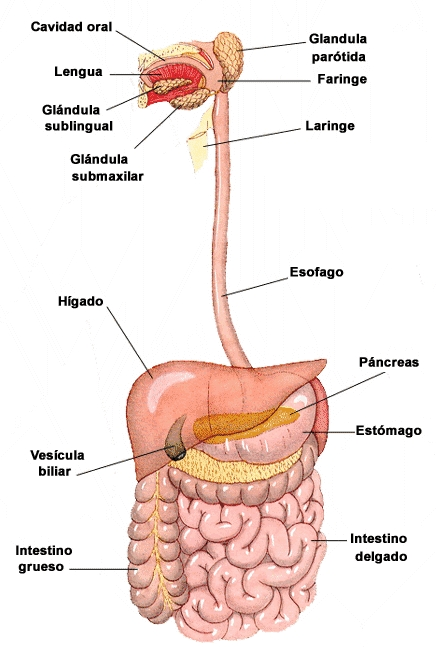 Cavidad oral
Lengua
Glándula
sublingual
Glándula
submaxilar
Glandula
parótida
Faringe
Laringe
Esofago
Hígado
Páncreas
Estómago
Vesícula
biliar
Intestino
grueso
Intestino
delgado